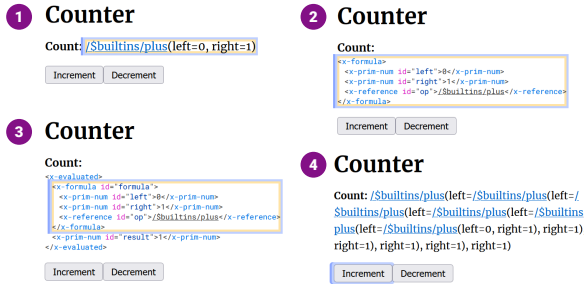 1
Counter
Count: /$builtins/plus(left=0, right=1)
Increment Decrement
2
Counter
Count:
<x-formula>
<x-prim-num id="left">0</x-prim-num>
<x-prim-num id="right">1</x-prim-num>
<x-reference id="op">/$builtins/plus</x-reference>
</x-formula>
Increment Decrement
3
Counter
Count:
<x-evaluated>
<x-formula id="formula">
<x-prim-num id="left">0</x-prim-num>
<x-prim-num id="right">1</x-prim-num>
<x-reference id="op">/$builtins/plus</x-reference>
</x-formula>
<x-prim-num id="result">1</x-prim-num>
</x-evaluated>
Increment Decrement
4
Counter
Count: /$builtins/plus(left=/$builtins/plus(left=/
$builtins/plus(left=/$builtins/plus(left=/$builtins/
plus(left=/$builtins/plus(left=0, right=1), right=1)
right=1), right=1), right=1), right=1)
Increment Decrement